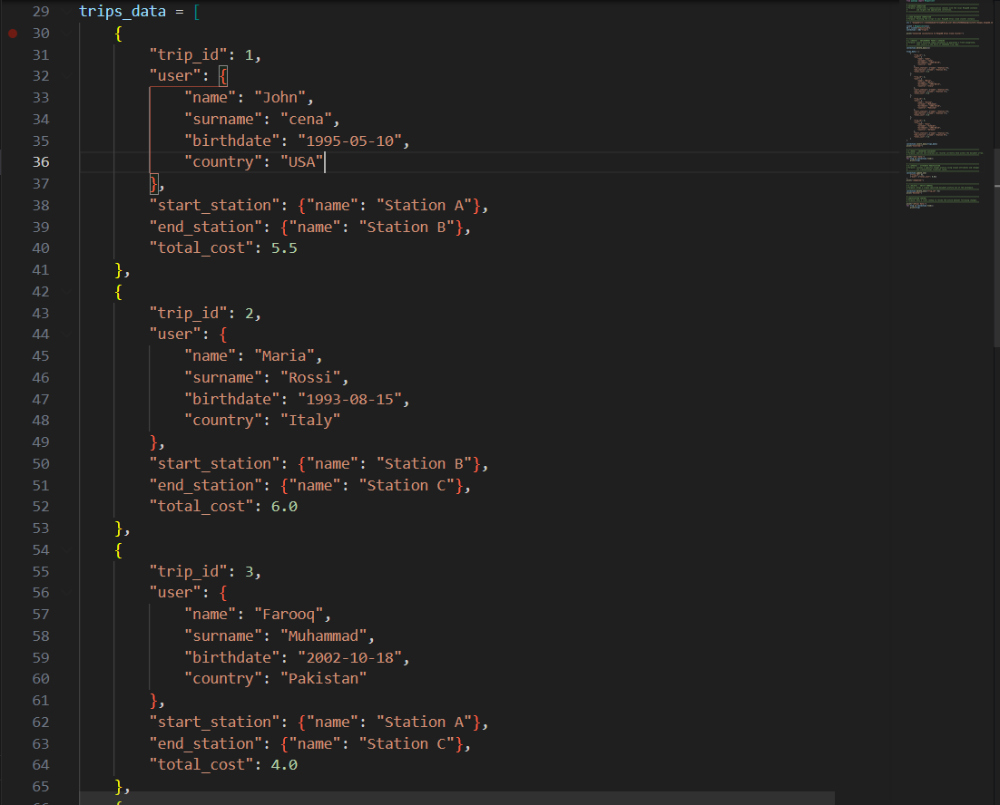 29 trips_data = [
30 {
31 "trip_id": 1,
32 "user": {
33 "name": "John",
34 "surname": "cena",
35 "birthdate": "1995-05-10",
36 "country": "USA"
37 },
38 "start_station": {"name": "Station A"},
39 "end_station": {"name": "Station B"},
40 "total_cost": 5.5
41 },
42 {
43 "trip_id": 2,
44 "user": {
45 "name": "Maria",
46 "surname": "Rossi",
47 "birthdate": "1993-08-15",
48 "country": "Italy"
49 },
50 "start_station": {"name": "Station B"},
51 "end_station": {"name": "Station C"},
52 "total_cost": 6.0
53 },
54 {
55 "trip_id": 3,
56 "user": {
57 "name": "Farooq",
58 "surname": "Muhammad",
59 "birthdate": "2002-10-18",
60 "country": "Pakistan"
61 },
62 "start_station": {"name": "Station A"},
63 "end_station": {"name": "Station C"},
64 "total_cost": 4.0
65 },